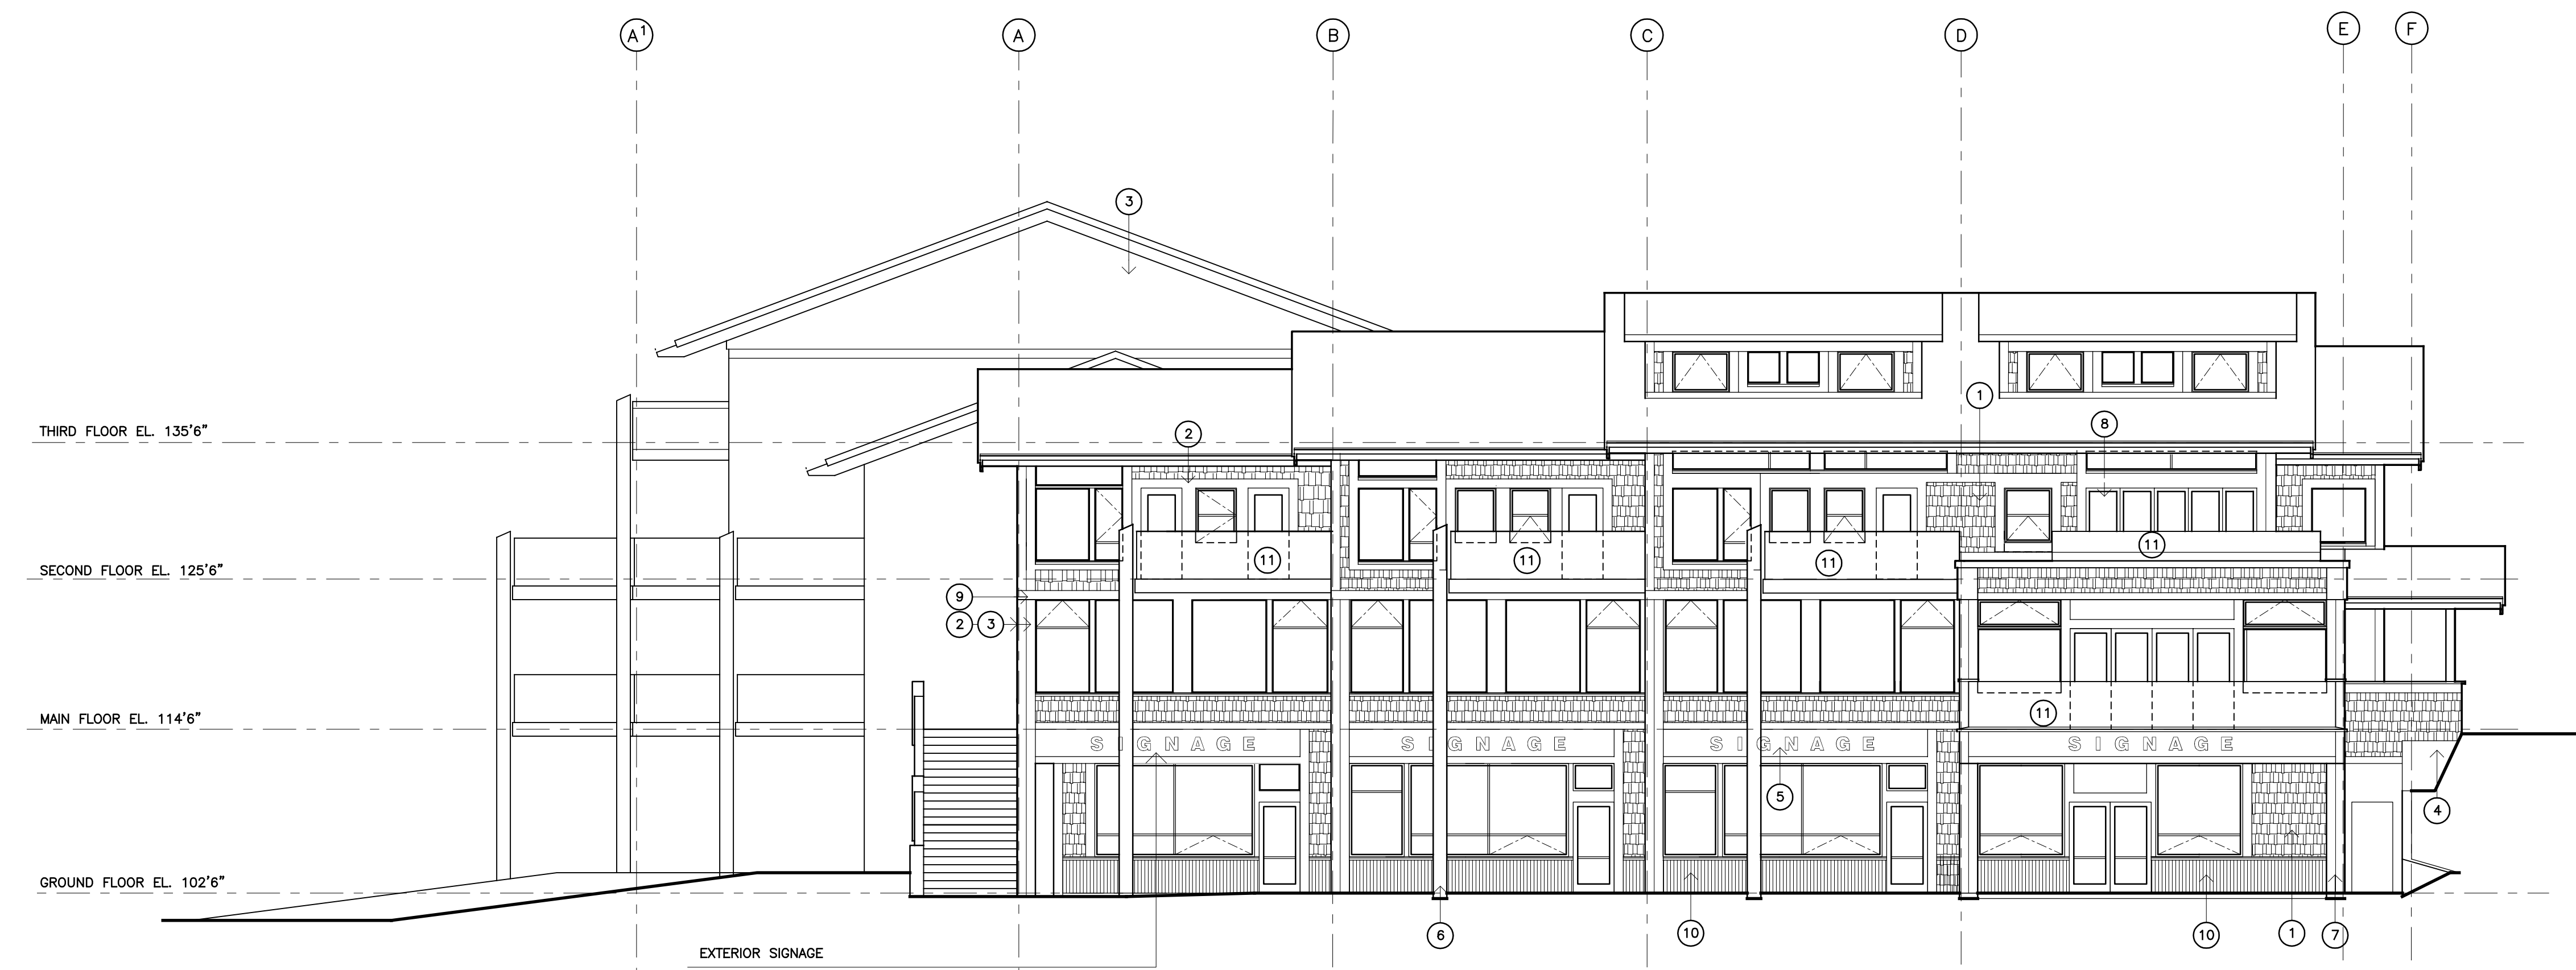 A1 A B C D E F
3
1
THIRD FLOOR EL. 135'6"
2
8
11 11 11 11
SECOND FLOOR EL. 125'6"
9
2 3
MAIN FLOOR EL. 114'6"
11
SIGNAGE SIGNAGE SIGNAGE SIGNAGE
5
4
GROUND FLOOR EL. 102'6"
6 10 10 1 7
EXTERIOR SIGNAGE